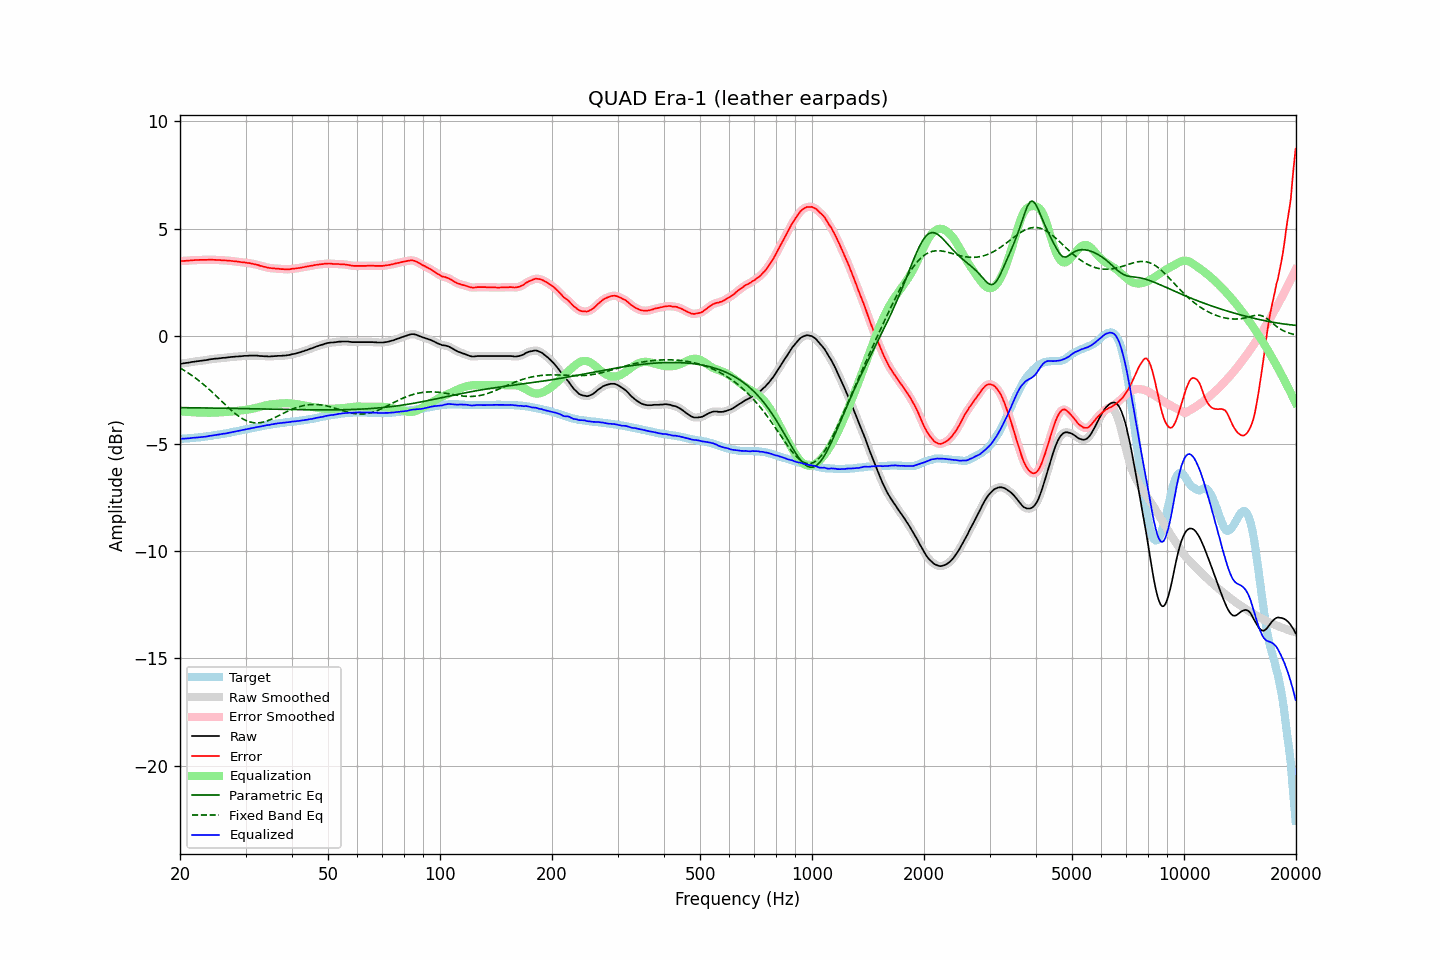 QUAD Era-1 (leather earpads)
Amplitude (dBr)
10
5
0
−5
−10
−15
−20
Target
Raw Smoothed
Error Smoothed
Raw
Error
Equalization
Parametric Eq
Fixed Band Eq
Equalized
20 50 100 200 500 1000 2000 5000 10000 20000
Frequency (Hz)